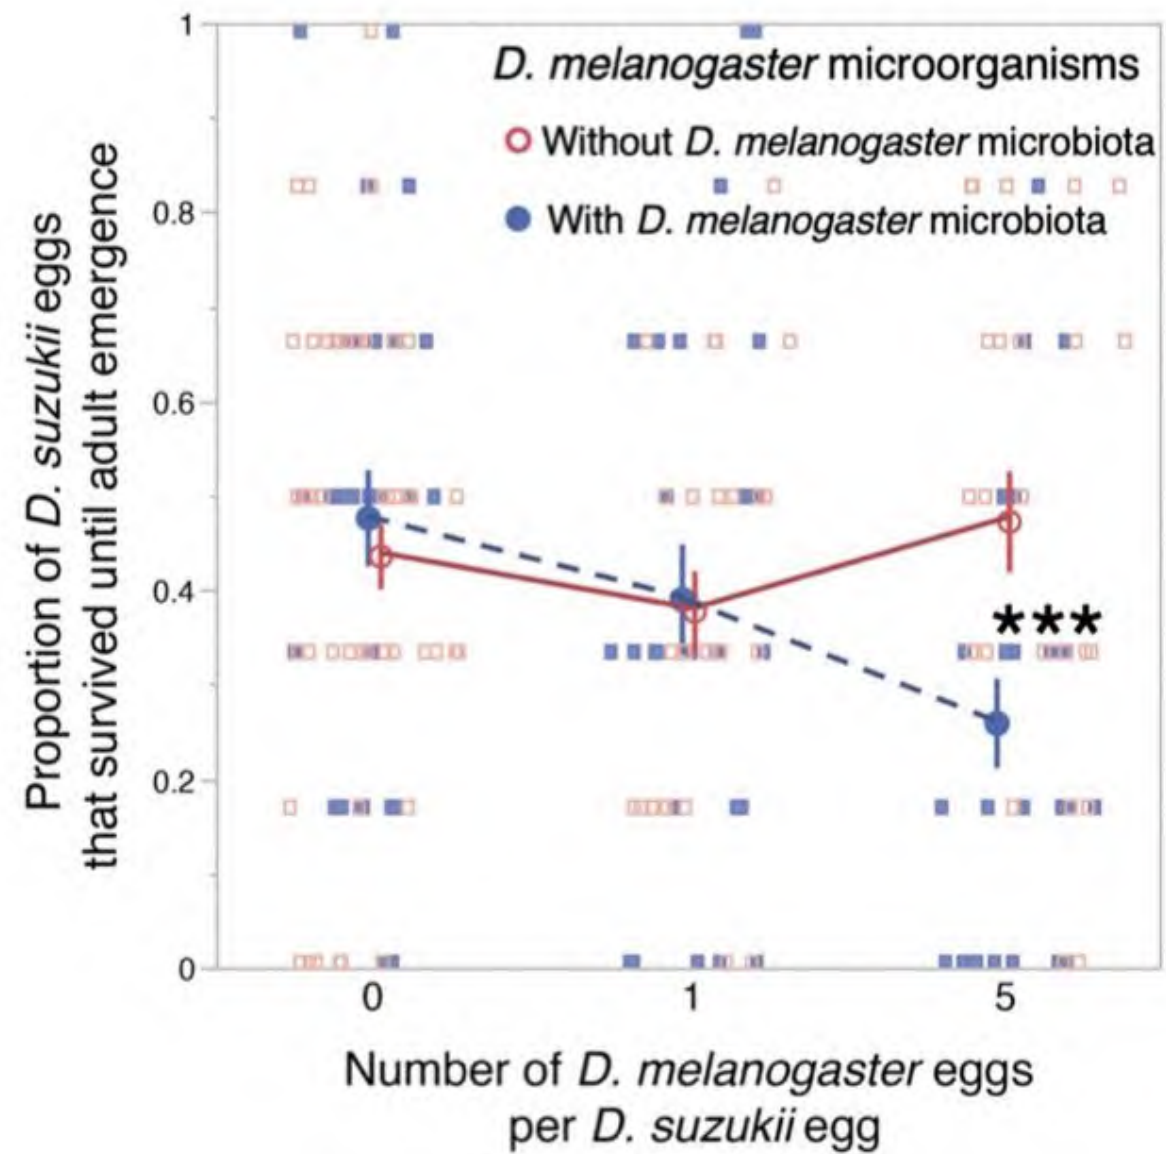 Proportion of D. suzukii eggs
that survived until adult emergence
1
0.8
0.6
0.4
0.2
0
D. melanogaster microorganisms
Without D. melanogaster microbiota
With D. melanogaster microbiota
***
0 1 5
Number of D. melanogaster eggs
per D. suzukii egg